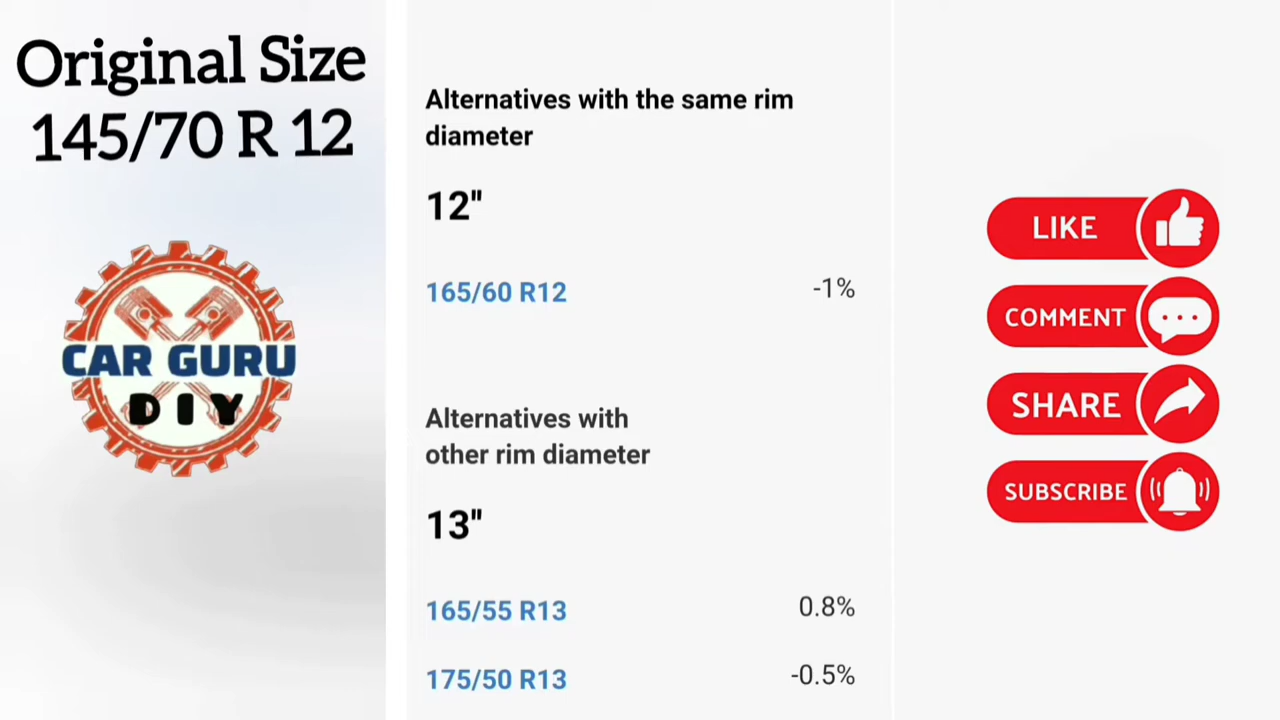 Original Size
145/70 R 12
CAR GURU
DIY
Alternatives with the same rim
diameter
12"
165/60 R12 -1%
Alternatives with
other rim diameter
13"
165/55 R13 0.8%
175/50 R13 -0.5%
LIKE
COMMENT
SHARE
SUBSCRIBE